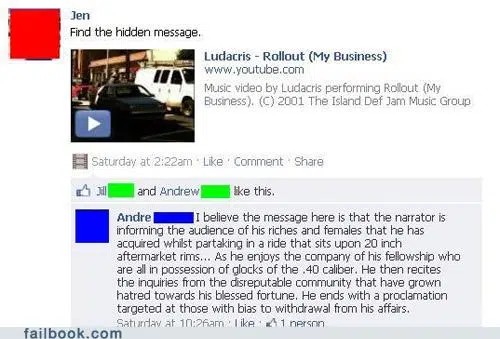 Jen
Find the hidden message.
Ludacris - Rollout (My Business)
www.youtube.com
Music video by Ludacris performing Rollout (My
Business). (C) 2001 The Island Def Jam Music Group
Saturday at 2:22am · Like · Comment · Share
Jill and Andrew like this.
Andre I believe the message here is that the narrator is
informing the audience of his riches and females that he has
acquired whilst partaking in a ride that sits upon 20 inch
aftermarket rims... As he enjoys the company of his fellowship who
are all in possession of glocks of the .40 caliber. He then recites
the inquiries from the disreputable community that have grown
hatred towards his blessed fortune. He ends with a proclamation
targeted at those with bias to withdrawal from his affairs.
Saturday at 10:26am · Like · 1 person
failbook.com